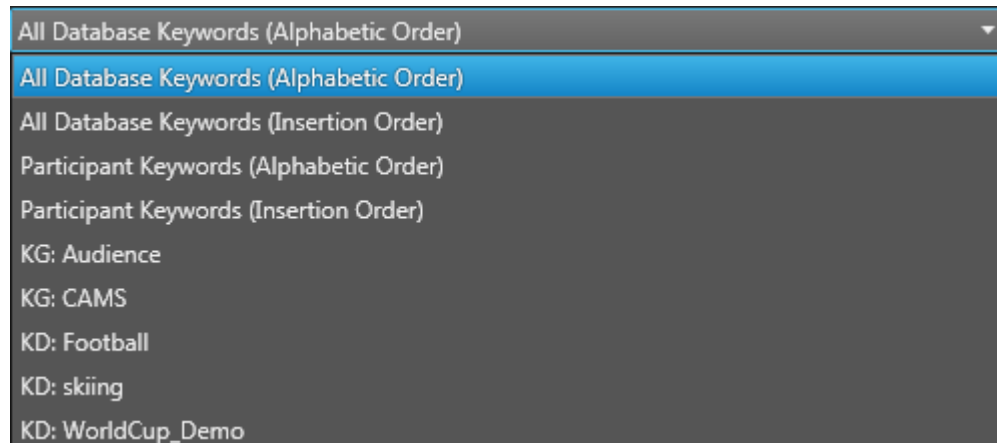 All Database Keywords (Alphabetic Order)
All Database Keywords (Alphabetic Order)
All Database Keywords (Insertion Order)
Participant Keywords (Alphabetic Order)
Participant Keywords (Insertion Order)
KG: Audience
KG: CAMS
KD: Football
KD: skiing
KD: WorldCup_Demo